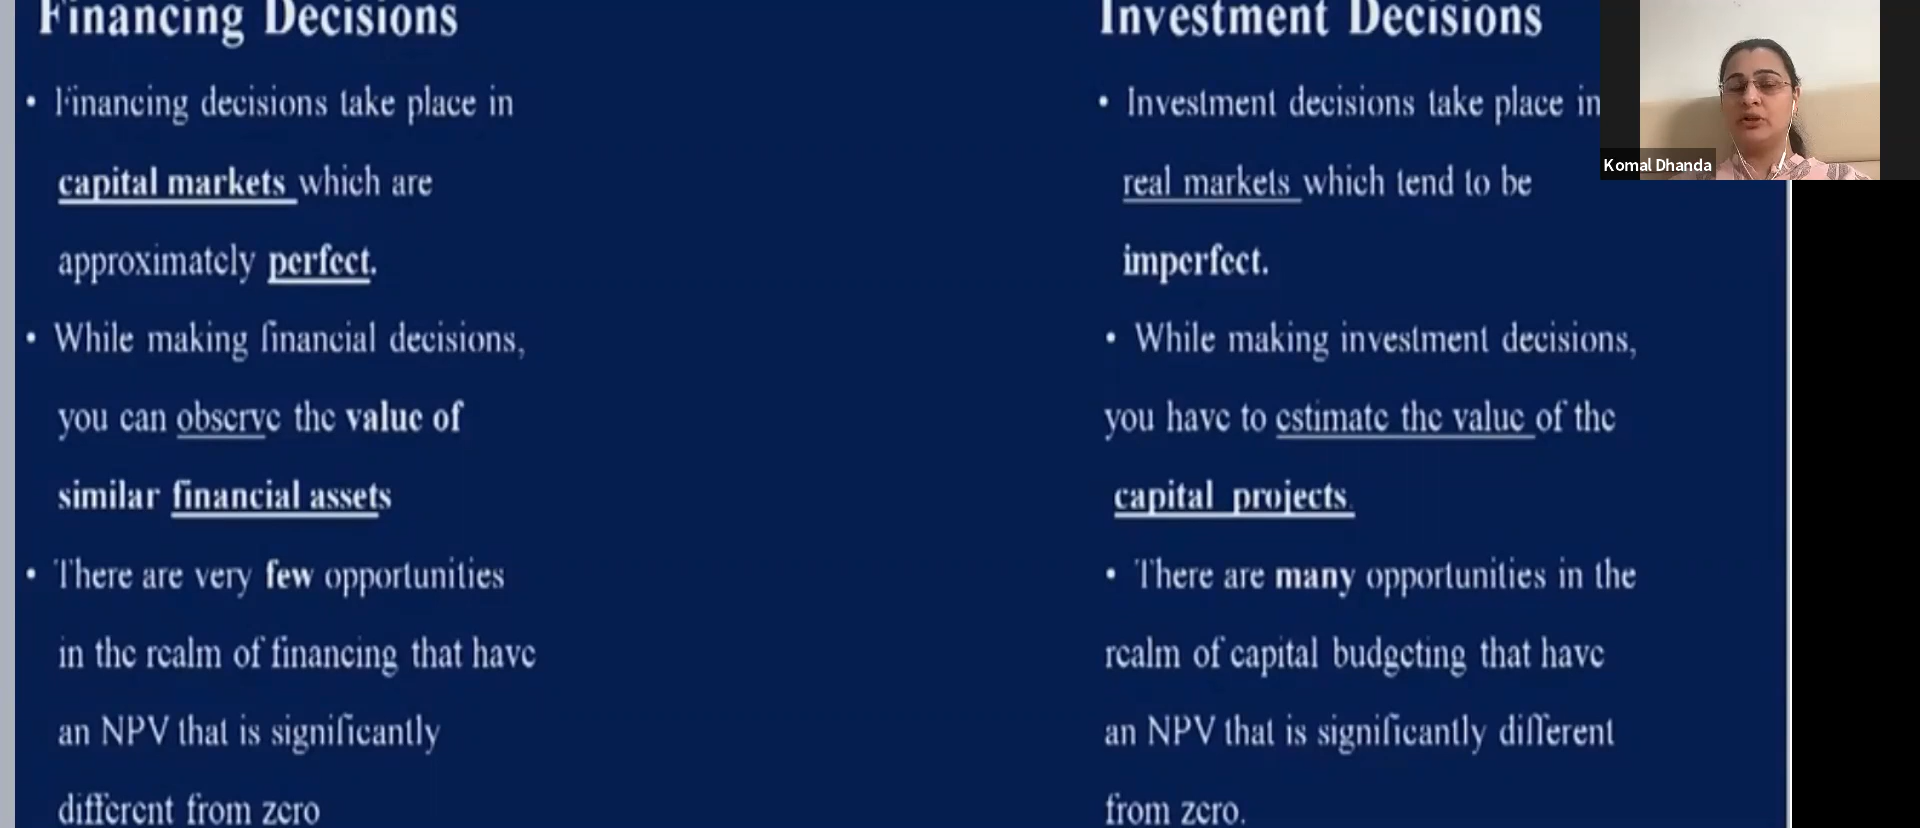 Financing Decisions
• Financing decisions take place in
capital markets which are
approximately perfect.
• While making financial decisions,
you can observe the value of
similar financial assets
• There are very few opportunities
in the realm of financing that have
an NPV that is significantly
different from zero
Investment Decisions
• Investment decisions take place in
real markets which tend to be
imperfect.
• While making investment decisions,
you have to estimate the value of the
capital projects.
• There are many opportunities in the
realm of capital budgeting that have
an NPV that is significantly different
from zero.
Komal Dhanda